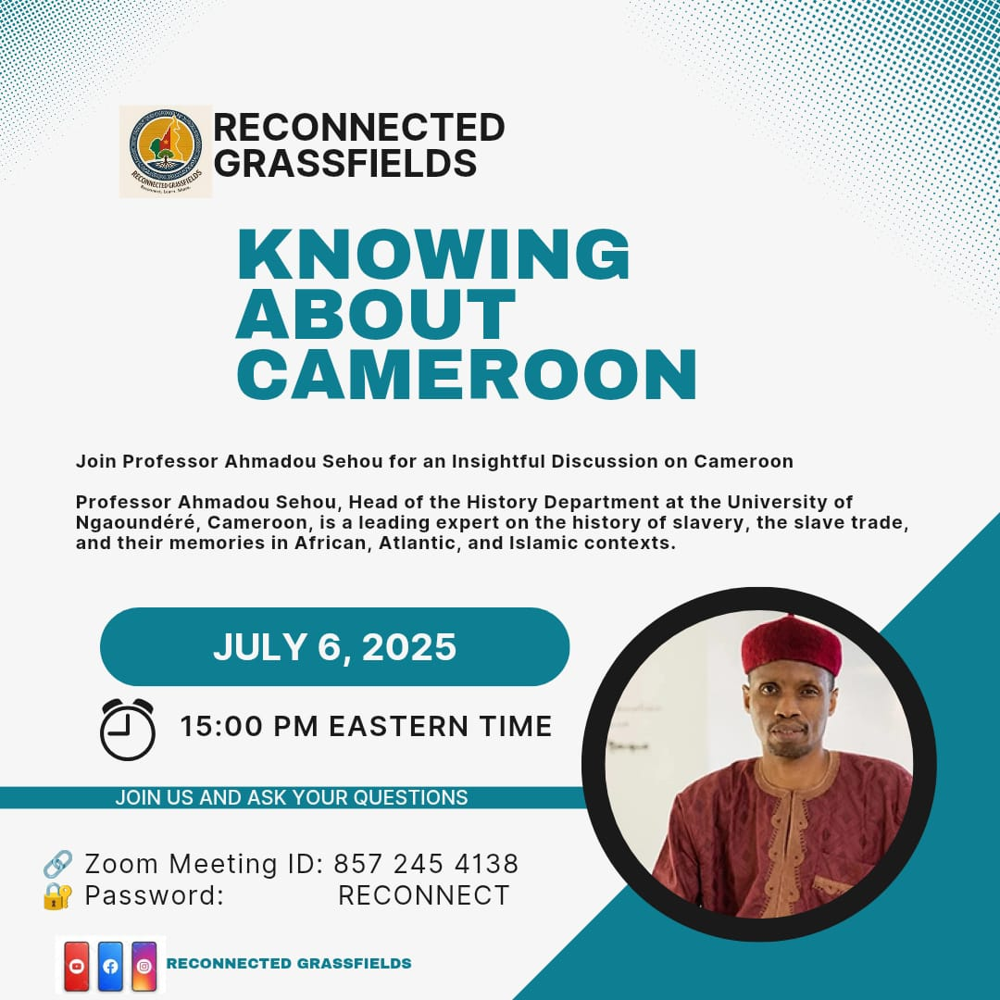 RECONNECTED
GRASSFIELDS
RECONNECTED GRASSFIELDS
Reconnect. Learn. Share.
KNOWING
ABOUT
CAMEROON
Join Professor Ahmadou Sehou for an Insightful Discussion on Cameroon
Professor Ahmadou Sehou, Head of the History Department at the University of
Ngaoundéré, Cameroon, is a leading expert on the history of slavery, the slave trade,
and their memories in African, Atlantic, and Islamic contexts.
JULY 6, 2025
15:00 PM EASTERN TIME
JOIN US AND ASK YOUR QUESTIONS
Zoom Meeting ID: 857 245 4138
Password: RECONNECT
RECONNECTED GRASSFIELDS